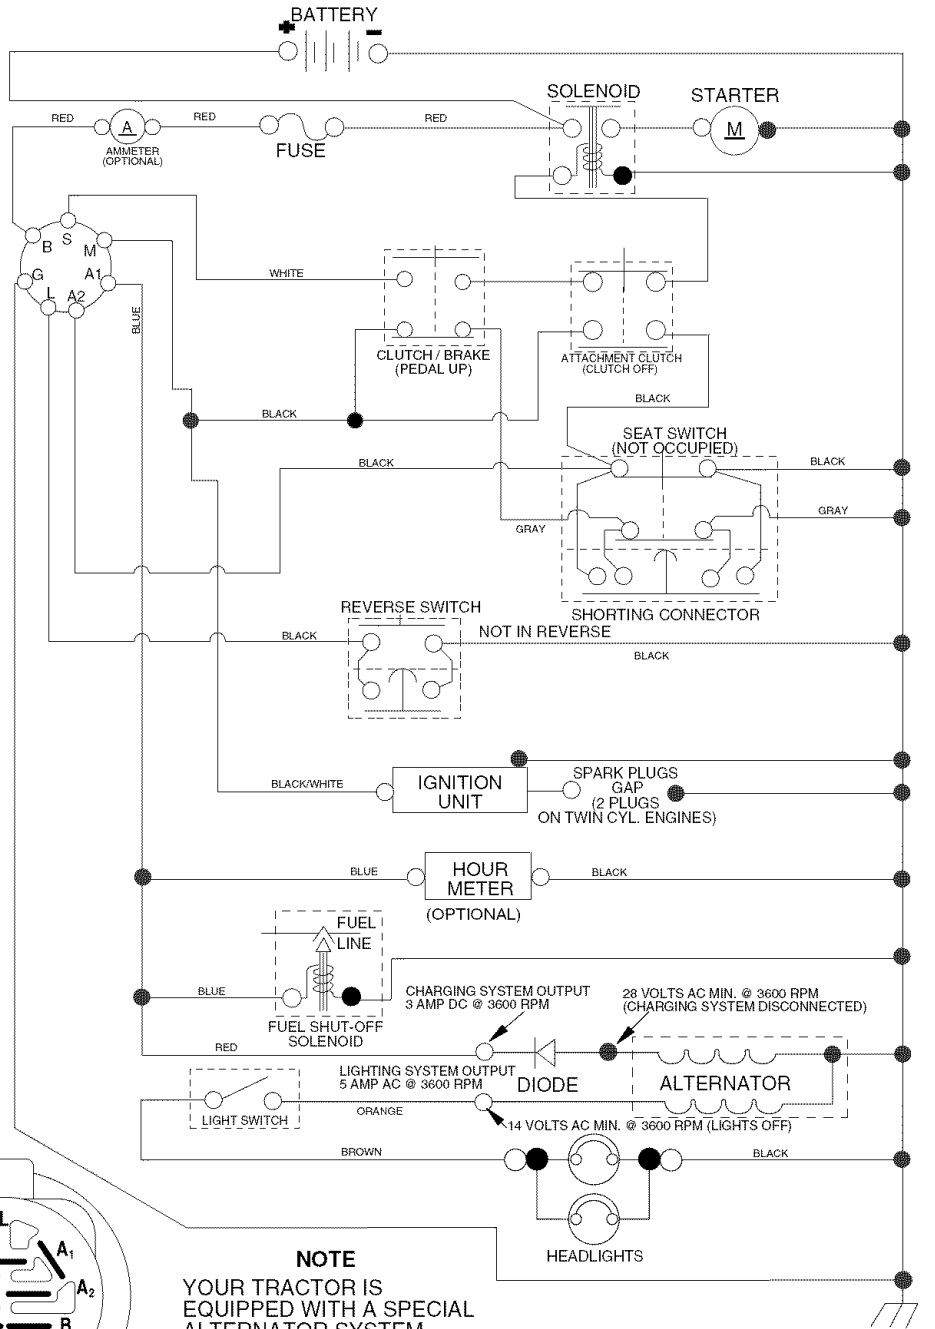 BATTERY
SOLENOID
STARTER
RED
A
RED
RED
M
AMMETER
(OPTIONAL)
FUSE
B
S
M
G
A1
L
A2
WHITE
BLUE
CLUTCH / BRAKE
(PEDAL UP)
ATTACHMENT CLUTCH
(CLUTCH OFF)
BLACK
BLACK
SEAT SWITCH
(NOT OCCUPIED)
BLACK
BLACK
GRAY
GRAY
REVERSE SWITCH
SHORTING CONNECTOR
BLACK
NOT IN REVERSE
BLACK
BLACK/WHITE
IGNITION
UNIT
SPARK PLUGS
GAP
(2 PLUGS
ON TWIN CYL. ENGINES)
BLUE
HOUR
METER
BLACK
(OPTIONAL)
FUEL
LINE
BLUE
CHARGING SYSTEM OUTPUT
3 AMP DC @ 3600 RPM
28 VOLTS AC MIN. @ 3600 RPM
(CHARGING SYSTEM DISCONNECTED)
FUEL SHUT-OFF
SOLENOID
RED
LIGHTING SYSTEM OUTPUT
5 AMP AC @ 3600 RPM
DIODE
ALTERNATOR
LIGHT SWITCH
ORANGE
14 VOLTS AC MIN. @ 3600 RPM (LIGHTS OFF)
BROWN
BLACK
HEADLIGHTS
L
A1
A2
B
NOTE
YOUR TRACTOR IS
EQUIPPED WITH A SPECIAL
ALTERNATOR SYSTEM